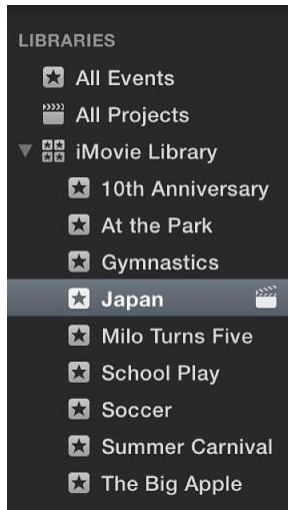 LIBRARIES
All Events
All Projects
iMovie Library
10th Anniversary
At the Park
Gymnastics
Japan
Milo Turns Five
School Play
Soccer
Summer Carnival
The Big Apple